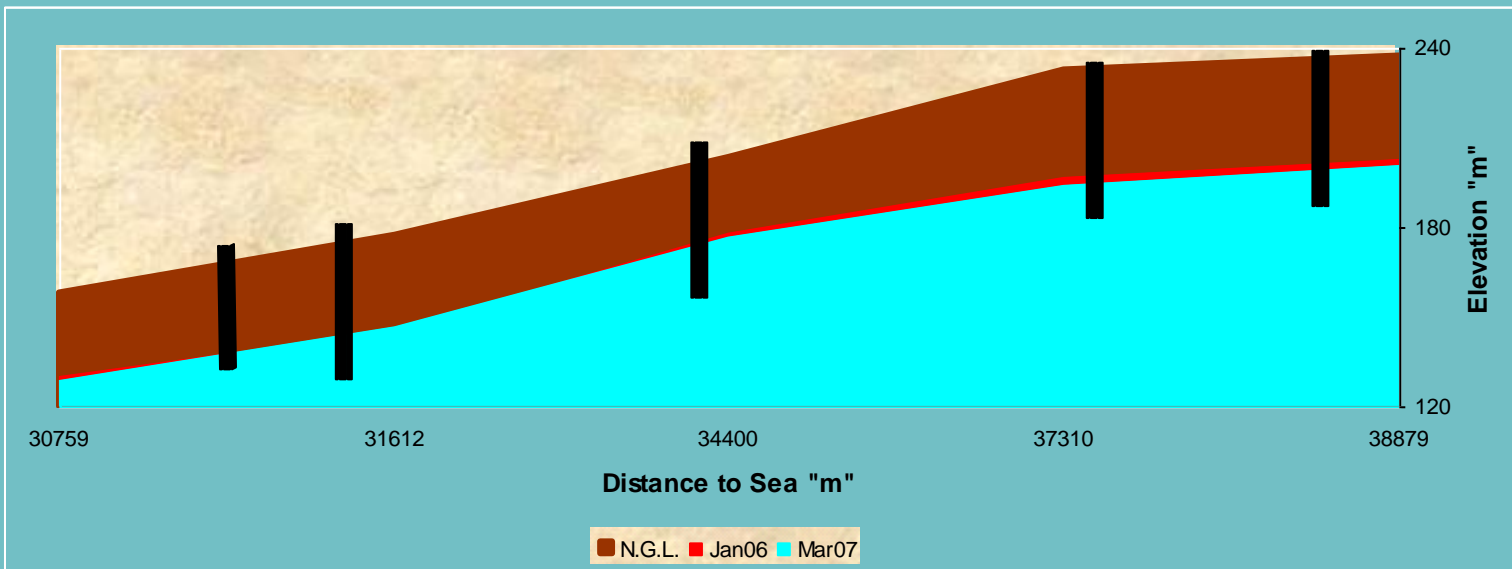 240
180
120
Elevation "m"
30759 31612 34400 37310 38879
Distance to Sea "m"
N.G.L. Jan06 Mar07